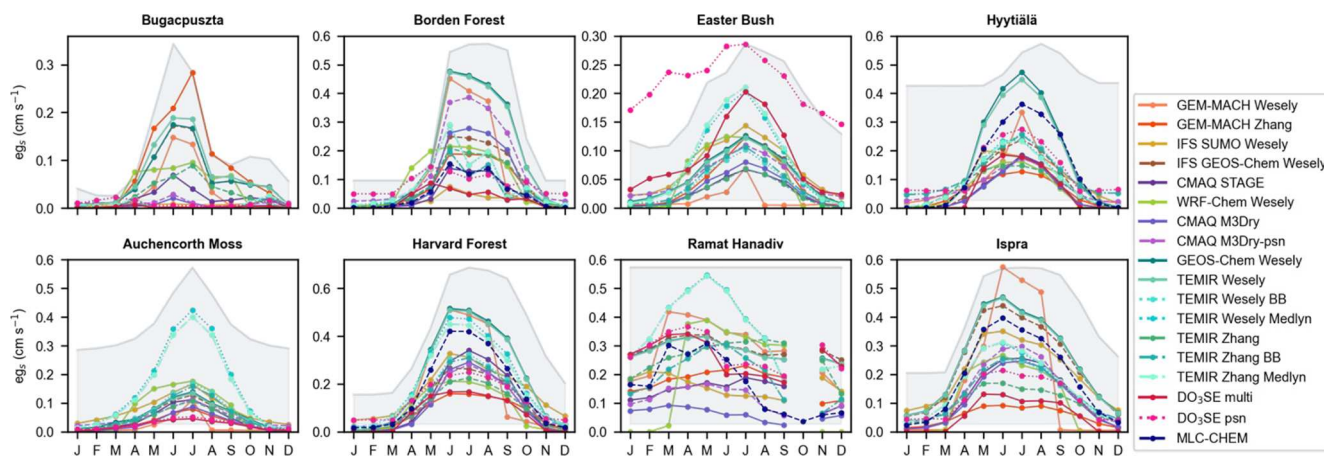 Bugacpuszta
Borden Forest
Easter Bush
Hyytiälä
egₛ (cm s⁻¹)
0.3
0.2
0.1
0.0
0.6
0.5
0.4
0.3
0.2
0.1
0.0
0.30
0.25
0.20
0.15
0.10
0.05
0.00
0.6
0.5
0.4
0.3
0.2
0.1
0.0
Auchencorth Moss
Harvard Forest
Ramat Hanadiv
Ispra
egₛ (cm s⁻¹)
0.6
0.5
0.4
0.3
0.2
0.1
0.0
0.6
0.4
0.2
0.0
0.6
0.5
0.4
0.3
0.2
0.1
0.0
0.6
0.5
0.4
0.3
0.2
0.1
0.0
J F M A M J J A S O N D
J F M A M J J A S O N D
J F M A M J J A S O N D
J F M A M J J A S O N D
GEM-MACH Wesely
GEM-MACH Zhang
IFS SUMO Wesely
IFS GEOS-Chem Wesely
CMAQ STAGE
WRF-Chem Wesely
CMAQ M3Dry
CMAQ M3Dry-psn
GEOS-Chem Wesely
TEMIR Wesely
TEMIR Wesely BB
TEMIR Wesely Medlyn
TEMIR Zhang
TEMIR Zhang BB
TEMIR Zhang Medlyn
DO₃SE multi
DO₃SE psn
MLC-CHEM